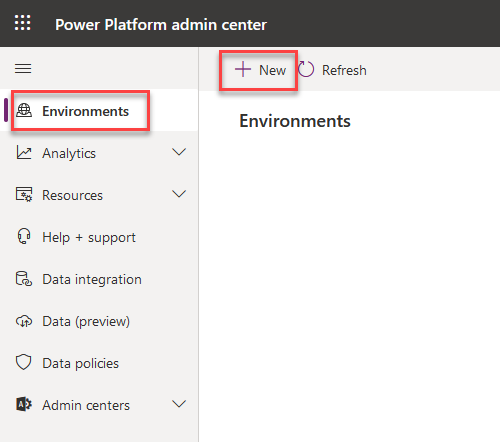 Power Platform admin center
Environments
Analytics
Resources
Help + support
Data integration
Data (preview)
Data policies
Admin centers
New Refresh
Environments